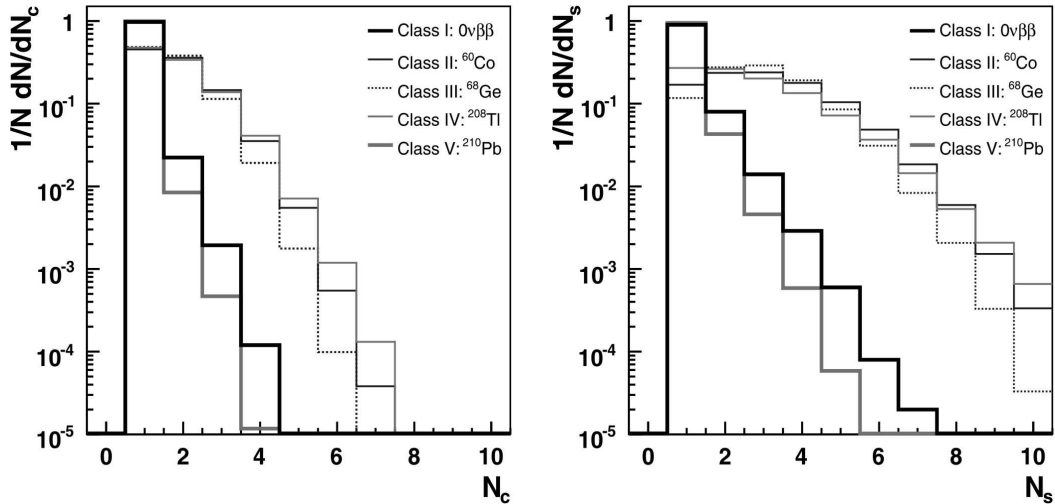 1/N dN/dN_c
1
10^-1
10^-2
10^-3
10^-4
10^-5
0 2 4 6 8 10
N_c
Class I: 0νββ
Class II: ^60Co
Class III: ^68Ge
Class IV: ^208Tl
Class V: ^210Pb
1/N dN/dN_s
1
10^-1
10^-2
10^-3
10^-4
10^-5
0 2 4 6 8 10
N_s
Class I: 0νββ
Class II: ^60Co
Class III: ^68Ge
Class IV: ^208Tl
Class V: ^210Pb